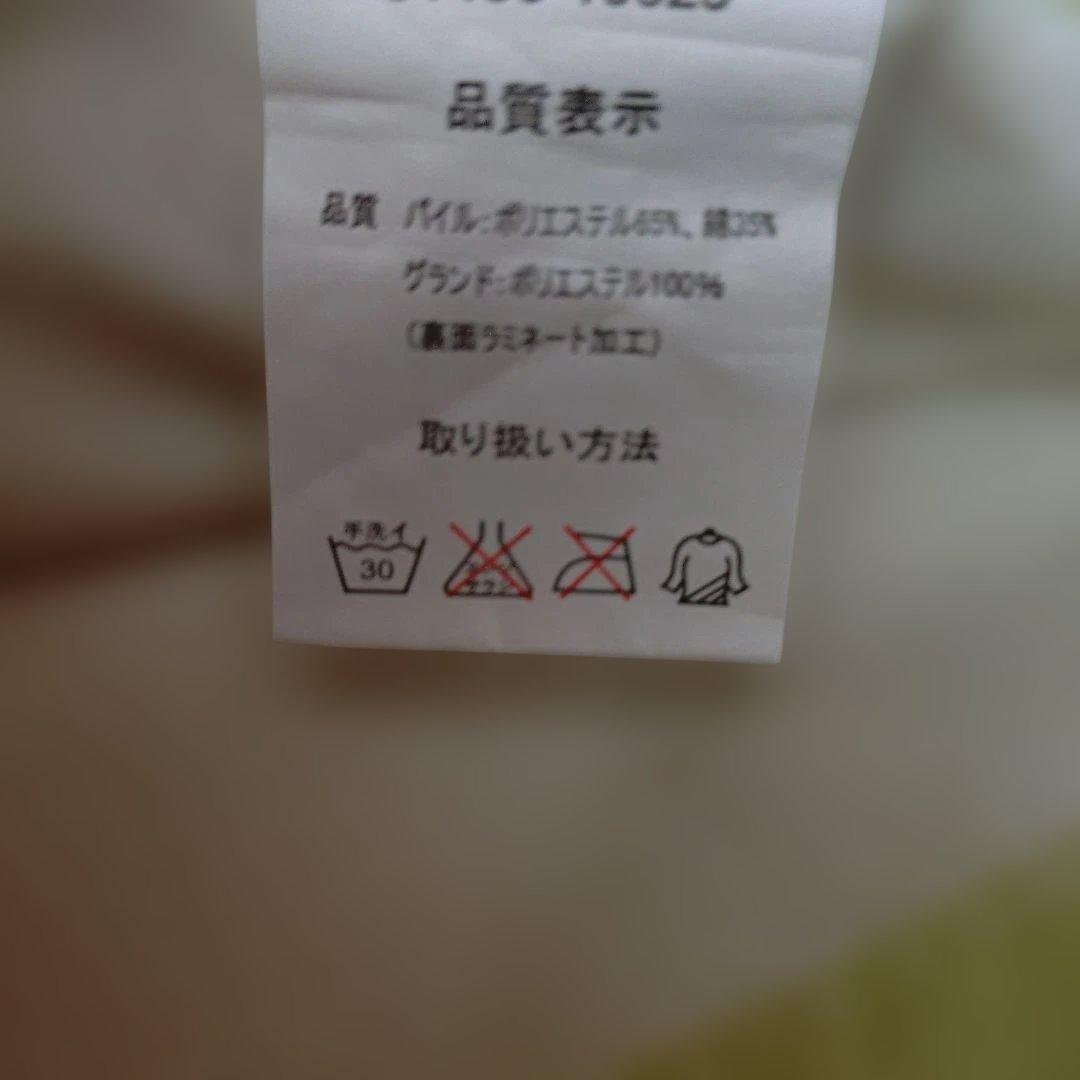 品質表示
品質 パイル:ポリエステル65%、綿35%
グランド:ポリエステル100%
(裏面ラミネート加工)
取り扱い方法
手洗イ
30